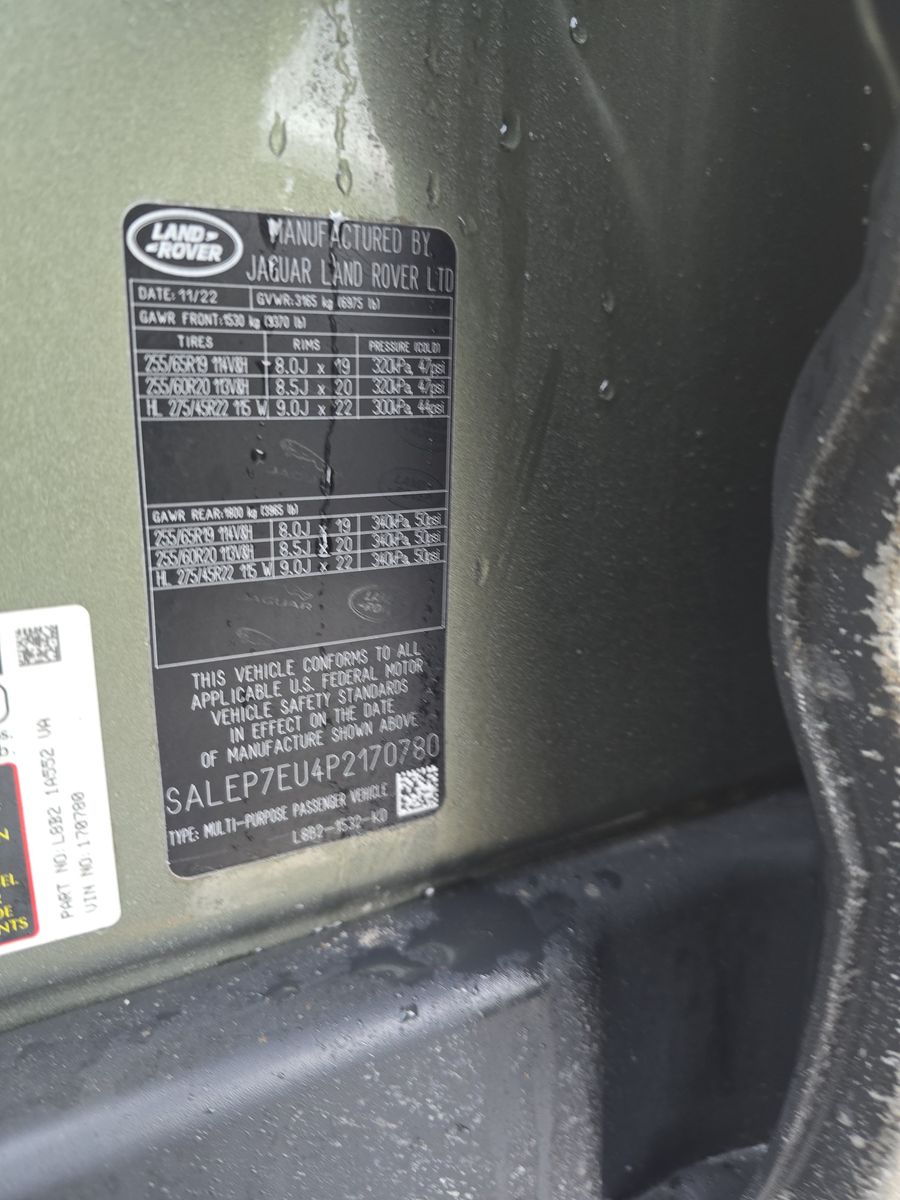 LAND ROVER
MANUFACTURED BY
JAGUAR LAND ROVER LTD
DATE: 11/22 GVWR:3165 kg (6975 lb)
GAWR FRONT:1530 kg (3370 lb)
TIRES RIMS PRESSURE (COLD)
255/65R19 114V8H 8.0J x 19 320kPa, 47psi
255/60R20 113V8H 8.5J x 20 320kPa, 47psi
HL 275/45R22 115 W 9.0J x 22 300kPa, 44psi
GAWR REAR:1800 kg (3965 lb)
255/65R19 114V8H 8.0J x 19 340kPa, 50psi
255/60R20 113V8H 8.5J x 20 340kPa, 50psi
HL 275/45R22 115 W 9.0J x 22 340kPa, 50psi
JAGUAR
THIS VEHICLE CONFORMS TO ALL
APPLICABLE U.S. FEDERAL MOTOR
VEHICLE SAFETY STANDARDS
IN EFFECT ON THE DATE
OF MANUFACTURE SHOWN ABOVE
SALEP7EU4P2170780
TYPE: MULTI-PURPOSE PASSENGER VEHICLE
L8B2-1532-KD
PART NO: L8B2 1A552 VA
VIN NO: 170780